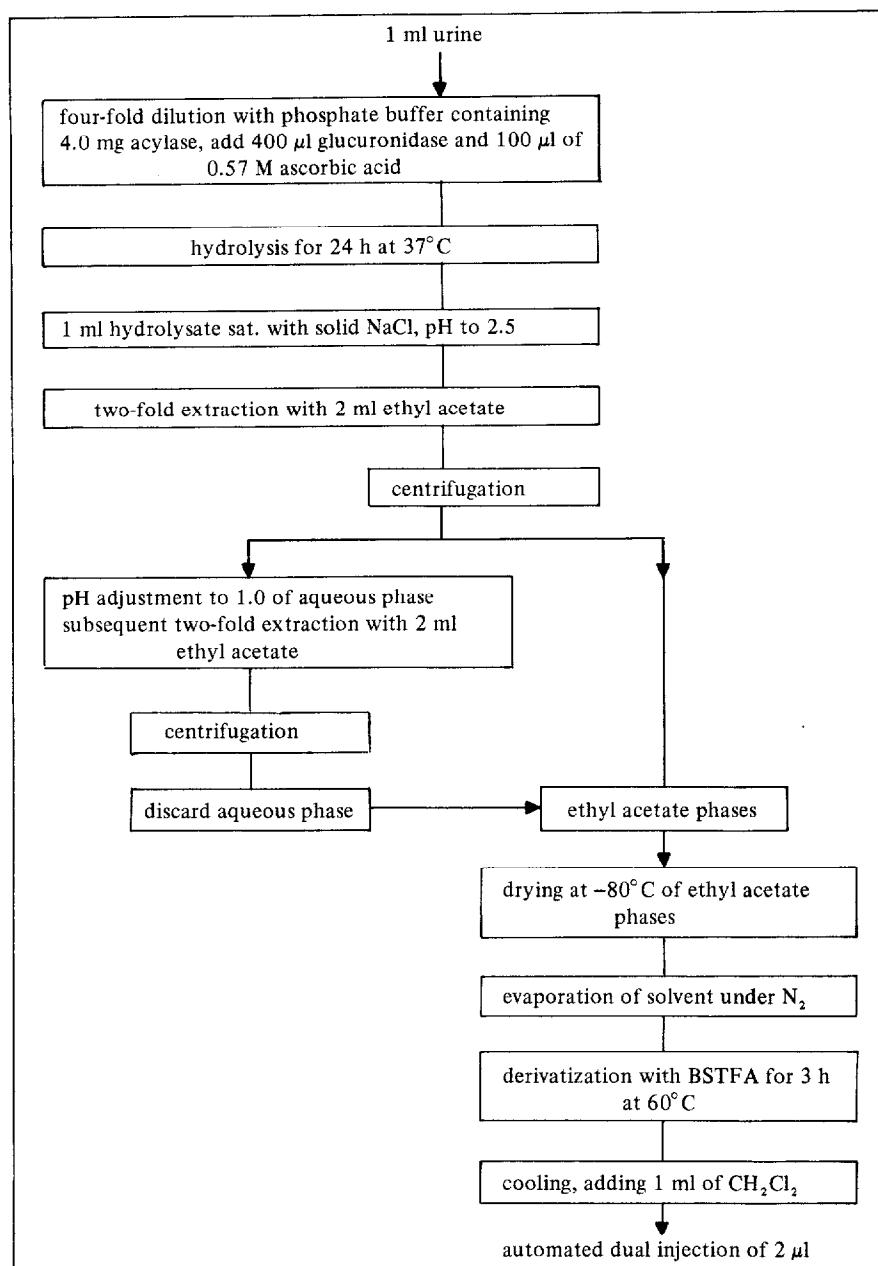 1 ml urine
four-fold dilution with phosphate buffer containing
4.0 mg acylase, add 400 μl glucuronidase and 100 μl of
0.57 M ascorbic acid
hydrolysis for 24 h at 37°C
1 ml hydrolysate sat. with solid NaCl, pH to 2.5
two-fold extraction with 2 ml ethyl acetate
centrifugation
pH adjustment to 1.0 of aqueous phase
subsequent two-fold extraction with 2 ml
ethyl acetate
centrifugation
discard aqueous phase
ethyl acetate phases
drying at –80°C of ethyl acetate
phases
evaporation of solvent under N₂
derivatization with BSTFA for 3 h
at 60°C
cooling, adding 1 ml of CH₂Cl₂
automated dual injection of 2 μl